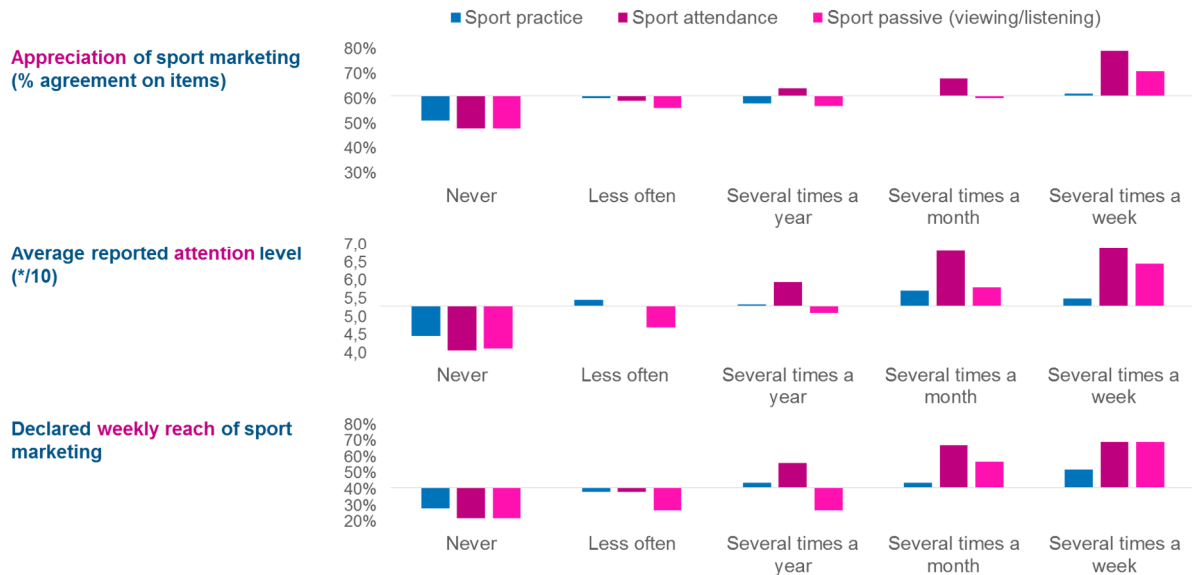 Sport practice
Sport attendance
Sport passive (viewing/listening)
Appreciation of sport marketing
(% agreement on items)
80%
70%
60%
50%
40%
30%
Never
Less often
Several times a
year
Several times a
month
Several times a
week
Average reported attention level
(*/10)
7,0
6,5
6,0
5,5
5,0
4,5
4,0
Never
Less often
Several times a
year
Several times a
month
Several times a
week
Declared weekly reach of sport
marketing
80%
70%
60%
50%
40%
30%
20%
Never
Less often
Several times a
year
Several times a
month
Several times a
week